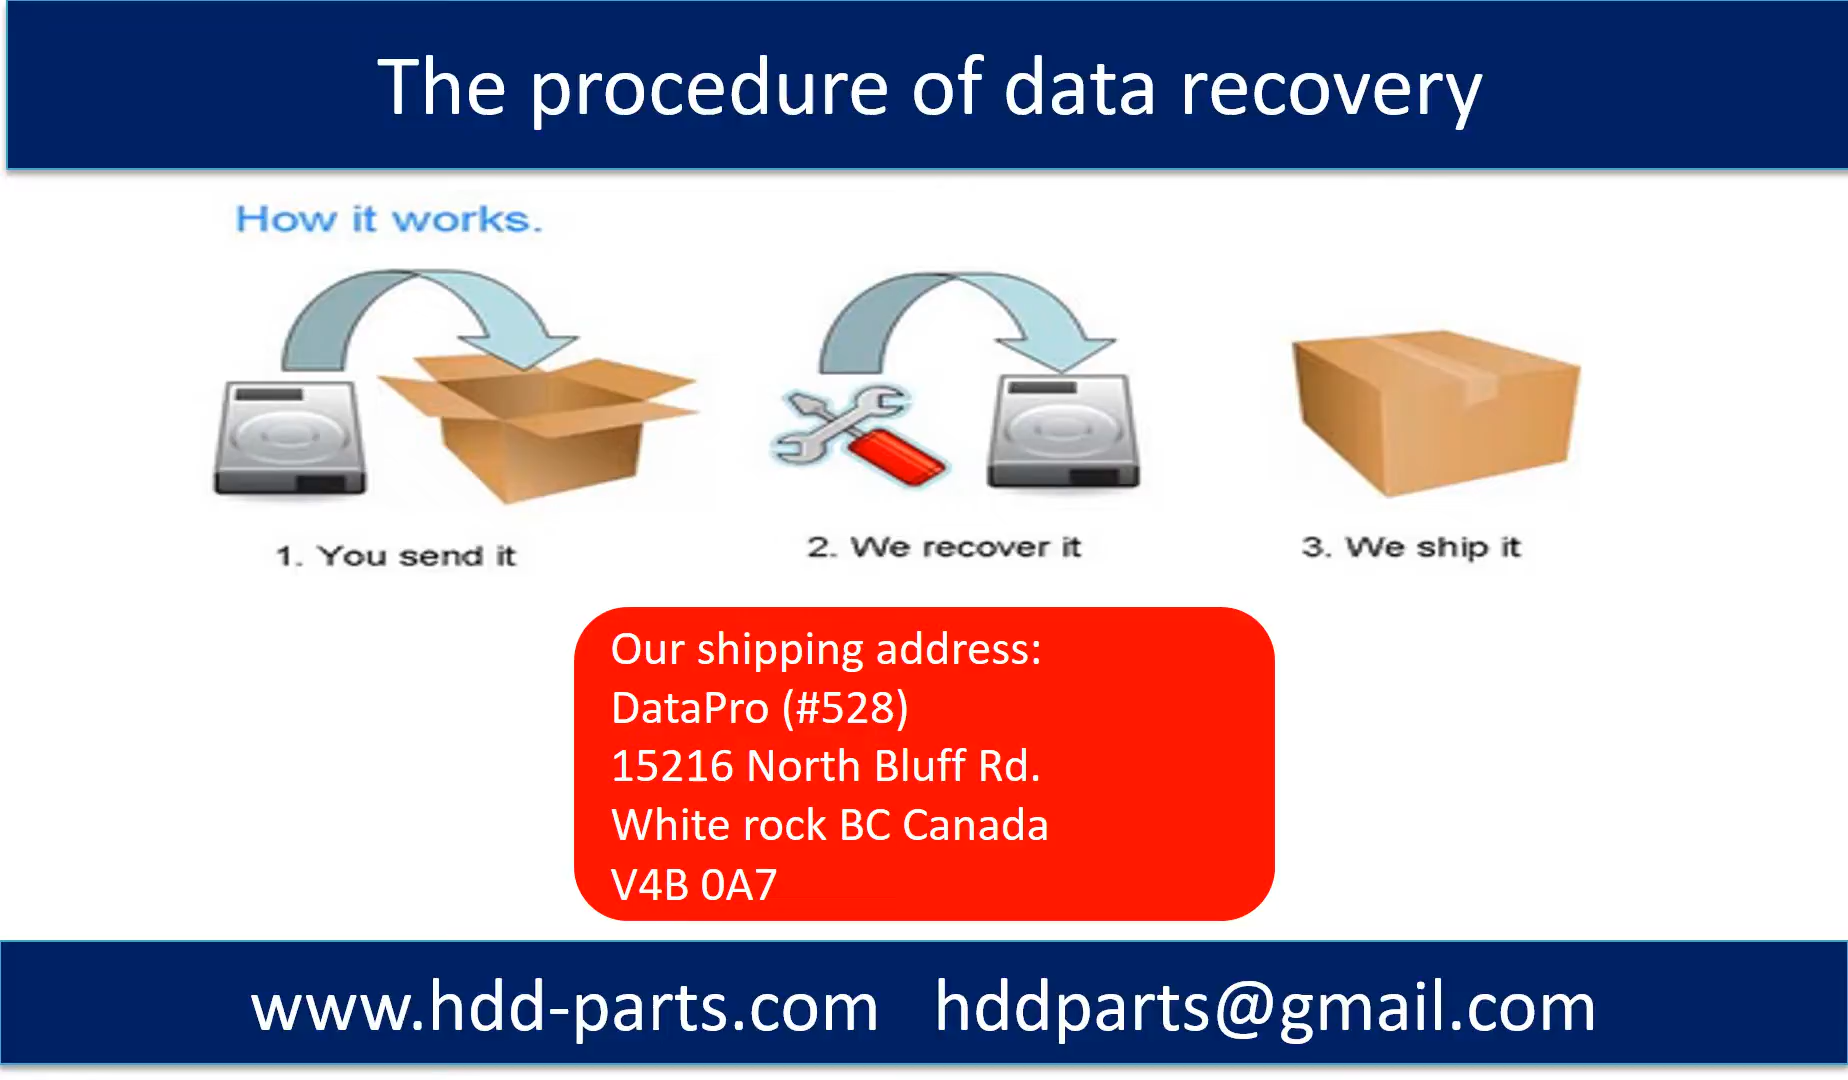 The procedure of data recovery
How it works.
1. You send it
2. We recover it
3. We ship it
Our shipping address:
DataPro (#528)
15216 North Bluff Rd.
White rock BC Canada
V4B 0A7
www.hdd-parts.com hddparts@gmail.com